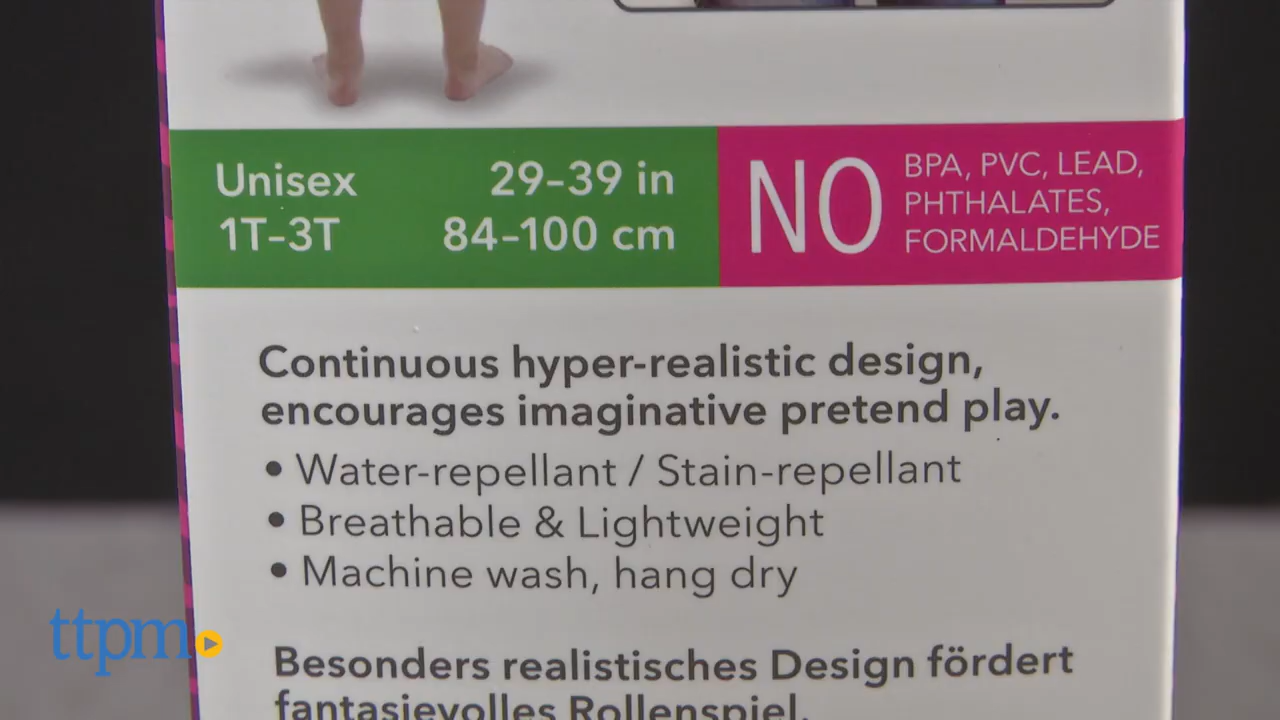 Unisex 29-39 in
1T-3T 84-100 cm
NO BPA, PVC, LEAD,
PHTHALATES,
FORMALDEHYDE
Continuous hyper-realistic design,
encourages imaginative pretend play.
• Water-repellant / Stain-repellant
• Breathable & Lightweight
• Machine wash, hang dry
Besonders realistisches Design fördert
fantasievolles Rollenspiel.
ttpm